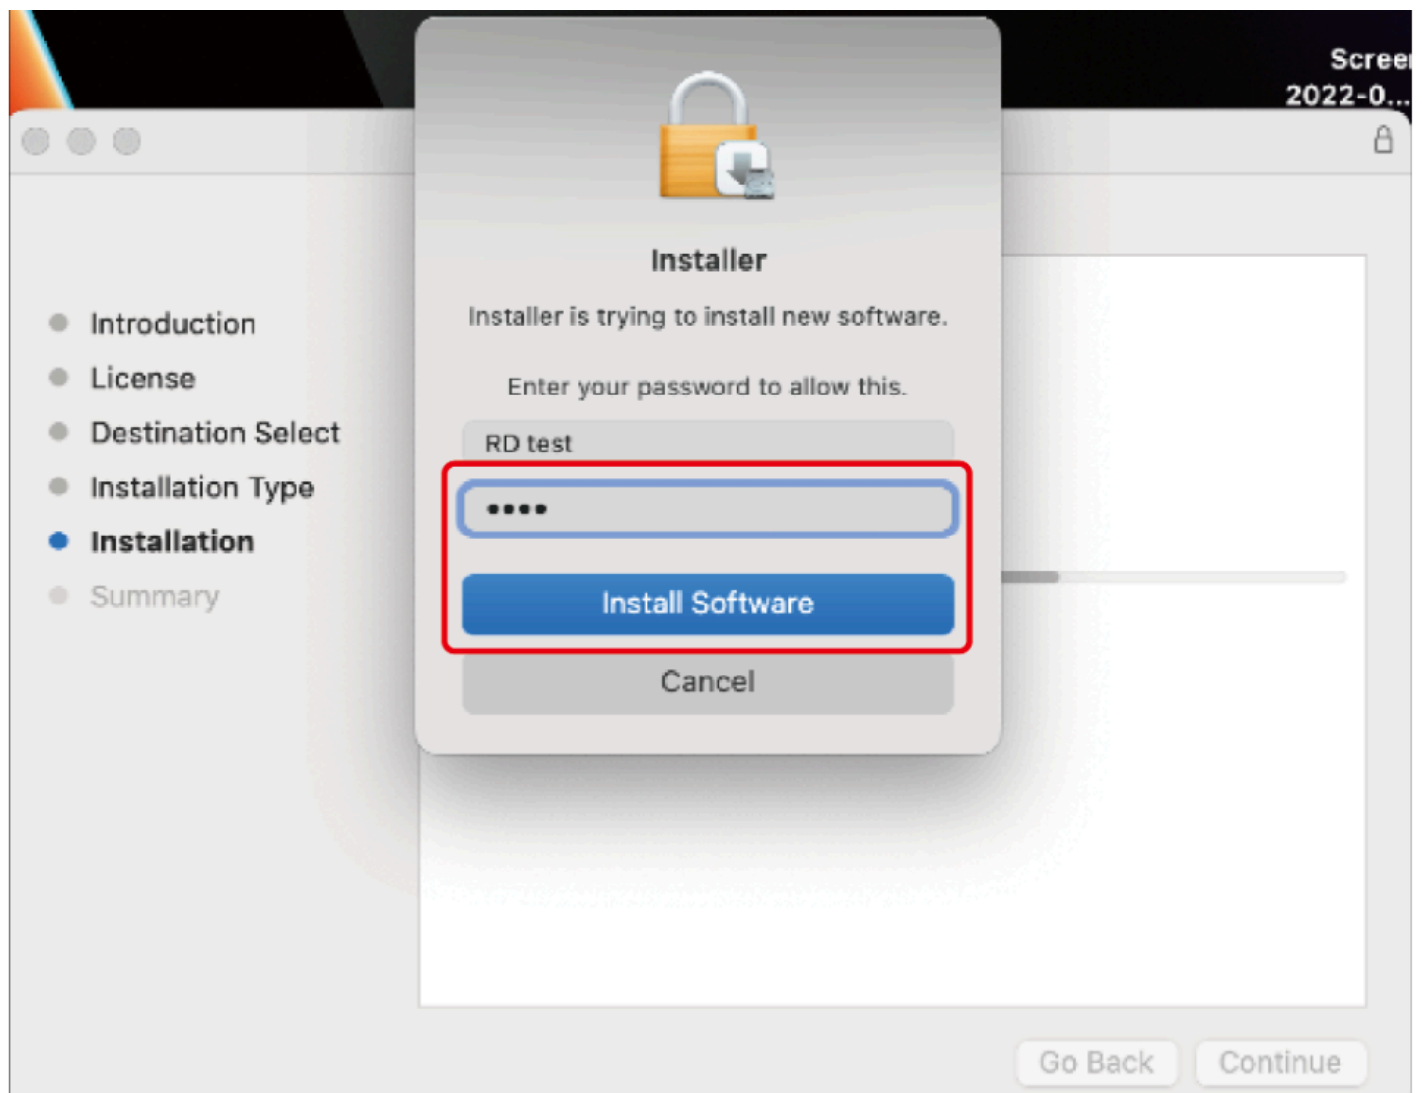 Scree
2022-0...
Installer
Installer is trying to install new software.
Enter your password to allow this.
RD test
••••
Install Software
Cancel
Introduction
License
Destination Select
Installation Type
Installation
Summary
Go Back
Continue